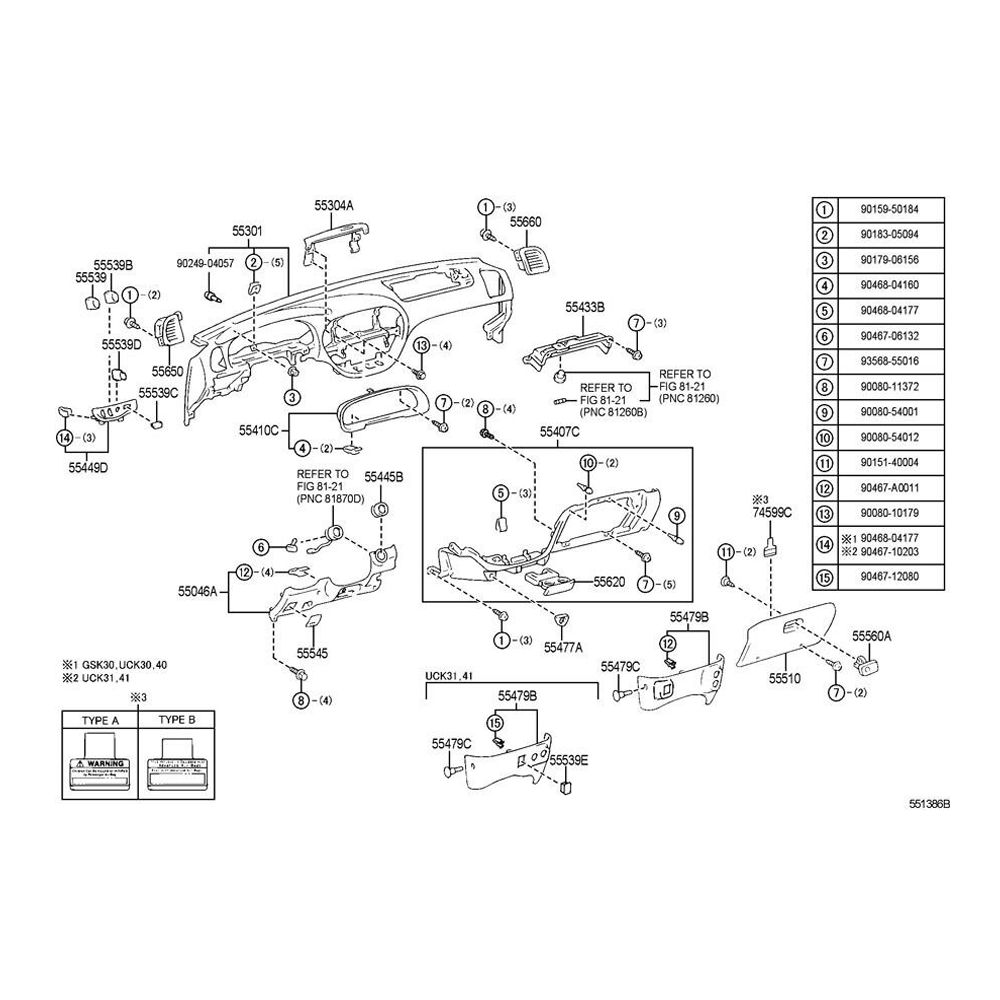 55304A
① - (3)
55660
55301
90249-04057
② - (5)
55539B
55539
① - (2)
55433B
⑦ - (3)
55539D
55650
⑬ - (4)
55539C
③
REFER TO
FIG 81-21
(PNC 81260B)
REFER TO
FIG 81-21
(PNC 81260)
⑦ - (2)
⑧ - (4)
55410C
④ - (2)
55407C
⑭ - (3)
55449D
REFER TO
FIG 81-21
(PNC 81870D)
55445B
⑩ - (2)
⑤ - (3)
⑨
※3
74599C
⑥
⑪ - (2)
⑫ - (4)
55046A
55620
⑦ - (5)
55545
① - (3)
55477A
55479B
⑫
55560A
55510
55479C
⑦ - (2)
⑧ - (4)
※1 GSK30,UCK30,40
※2 UCK31,41
UCK31,41
55479B
⑮
55479C
55539E
※3
TYPE A
TYPE B
WARNING
① 90159-50184
② 90183-05094
③ 90179-06156
④ 90468-04160
⑤ 90468-04177
⑥ 90467-06132
⑦ 93568-55016
⑧ 90080-11372
⑨ 90080-54001
⑩ 90080-54012
⑪ 90151-40004
⑫ 90467-A0011
⑬ 90080-10179
⑭ ※1 90468-04177
※2 90467-10203
⑮ 90467-12080
551386B